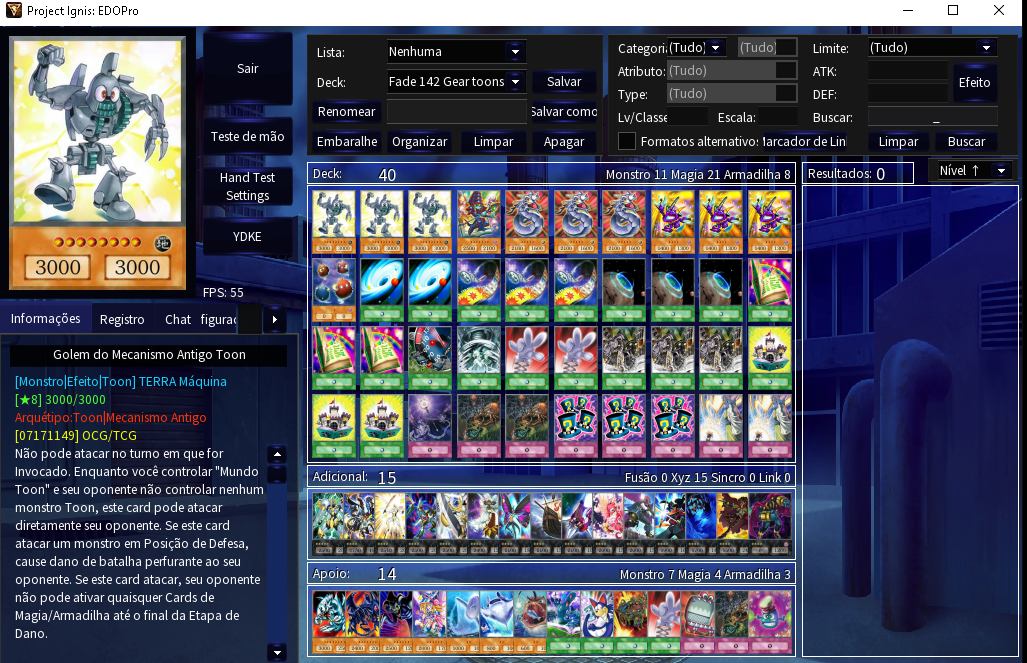 Project Ignis: EDOPro
3000 3000
Sair
Teste de mão
Hand Test
Settings
YDKE
FPS: 55
Lista: Nenhuma
Deck: Fade 142 Gear toons Salvar
Renomear Salvar como
Embaralhe Organizar Limpar Apagar
Categori: (Tudo) (Tudo) Limite: (Tudo)
Atributo: (Tudo) ATK:
Type: (Tudo) DEF: Efeito
Lv/Classe Escala: Buscar: _
Formatos alternativo: Marcador de Lin Limpar Buscar
Deck: 40 Monstro 11 Magia 21 Armadilha 8
Resultados: 0 Nível ↑
Informações Registro Chat figurac
Golem do Mecanismo Antigo Toon
[Monstro|Efeito|Toon] TERRA Máquina
[★8] 3000/3000
Arquétipo:Toon|Mecanismo Antigo
[07171149] OCG/TCG
Não pode atacar no turno em que for
Invocado. Enquanto você controlar "Mundo
Toon" e seu oponente não controlar nenhum
monstro Toon, este card pode atacar
diretamente seu oponente. Se este card
atacar um monstro em Posição de Defesa,
cause dano de batalha perfurante ao seu
oponente. Se este card atacar, seu oponente
não pode ativar quaisquer Cards de
Magia/Armadilha até o final da Etapa de
Dano.
Adicional: 15 Fusão 0 Xyz 15 Sincro 0 Link 0
Apoio: 14 Monstro 7 Magia 4 Armadilha 3